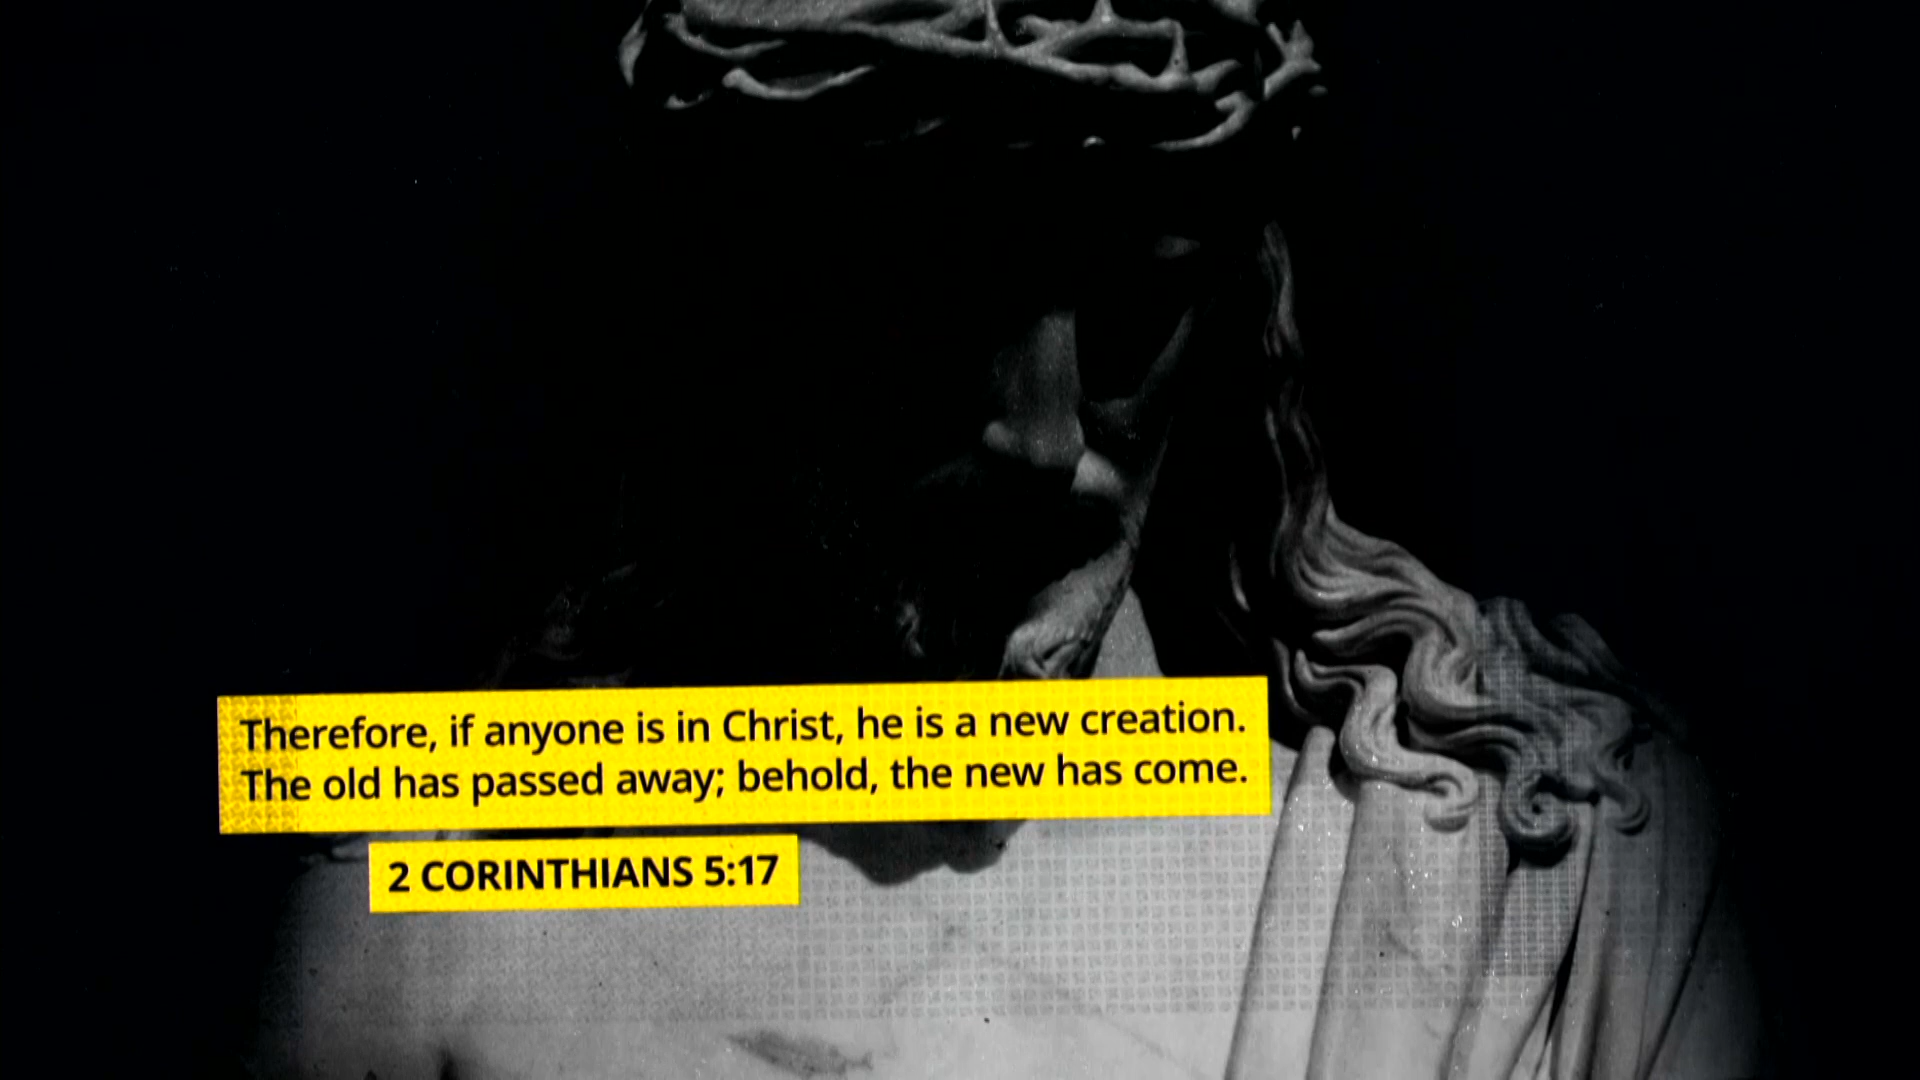 Therefore, if anyone is in Christ, he is a new creation.
The old has passed away; behold, the new has come.
2 CORINTHIANS 5:17